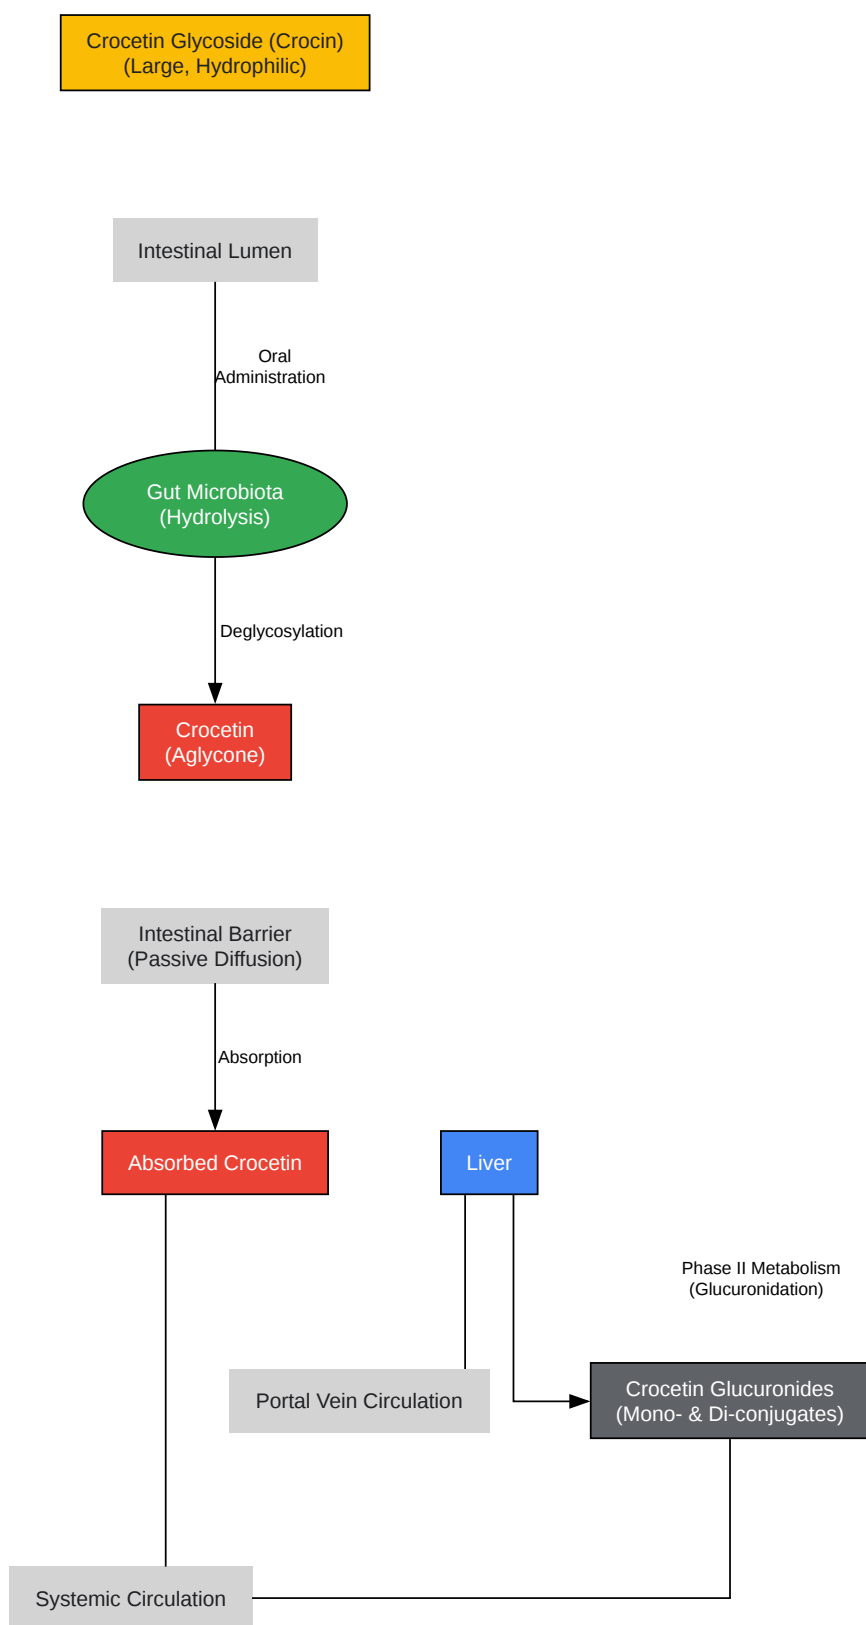 Crocetin Glycoside (Crocin)
(Large, Hydrophilic)
Intestinal Lumen
Oral
Administration
Gut Microbiota
(Hydrolysis)
Deglycosylation
Crocetin
(Aglycone)
Intestinal Barrier
(Passive Diffusion)
Absorption
Absorbed Crocetin
Liver
Phase II Metabolism
(Glucuronidation)
Portal Vein Circulation
Crocetin Glucuronides
(Mono- & Di-conjugates)
Systemic Circulation